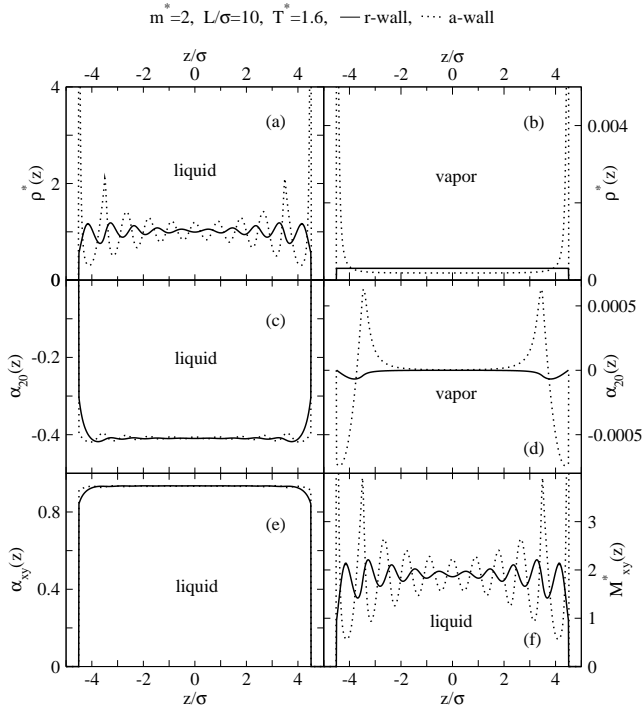 m*=2, L/σ=10, T*=1.6, — r-wall, ···· a-wall
z/σ z/σ
-4 -2 0 2 4 -4 -2 0 2 4
4
2
0
ρ*(z)
(a)
liquid
(b)
vapor
0.004
0
ρ*(z)
0
-0.2
-0.4
α20(z)
(c)
liquid
(d)
vapor
0.0005
0
-0.0005
α20(z)
0.8
0.4
0
αxy(z)
(e)
liquid
(f)
liquid
3
2
1
0
M*xy(z)
-4 -2 0 2 4 -4 -2 0 2 4
z/σ z/σ